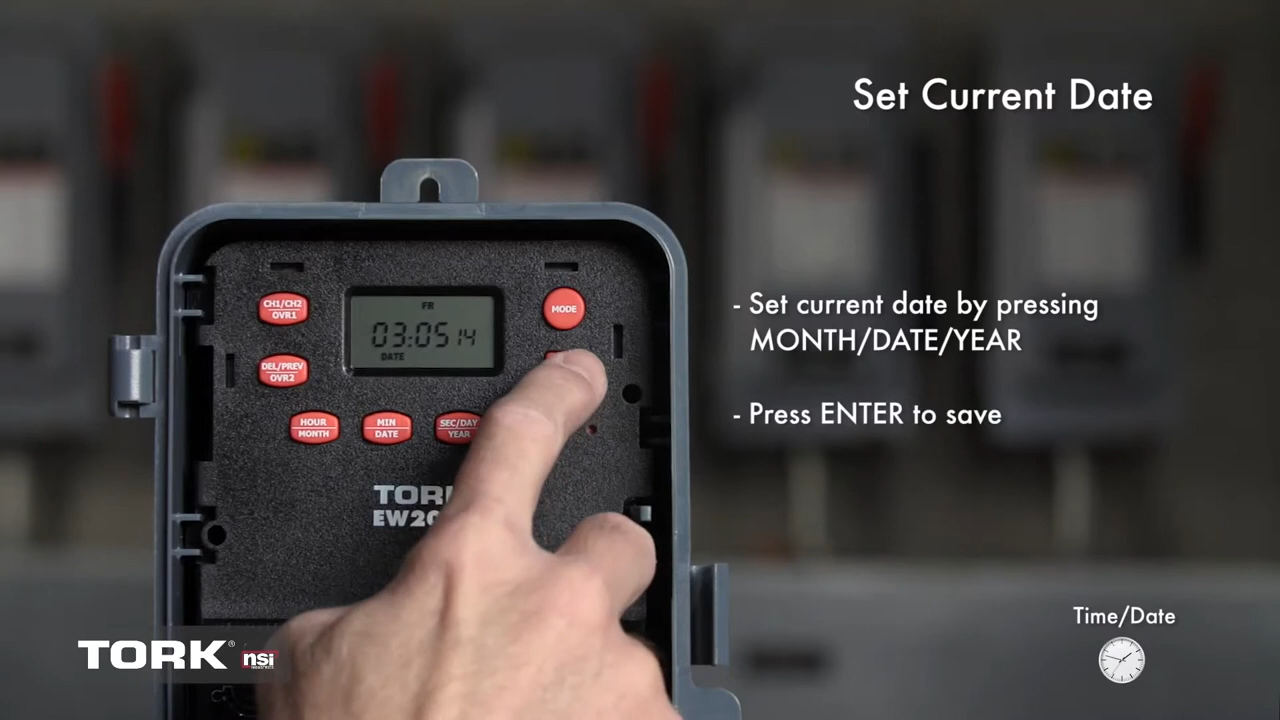 Set Current Date
FR
03:05 14
DATE
CH1/CH2
OVR1
MODE
DEL/PREV
OVR2
HOUR
MONTH
MIN
DATE
SEC/DAY
YEAR
- Set current date by pressing
MONTH/DATE/YEAR
- Press ENTER to save
Time/Date
TORK®
nsi